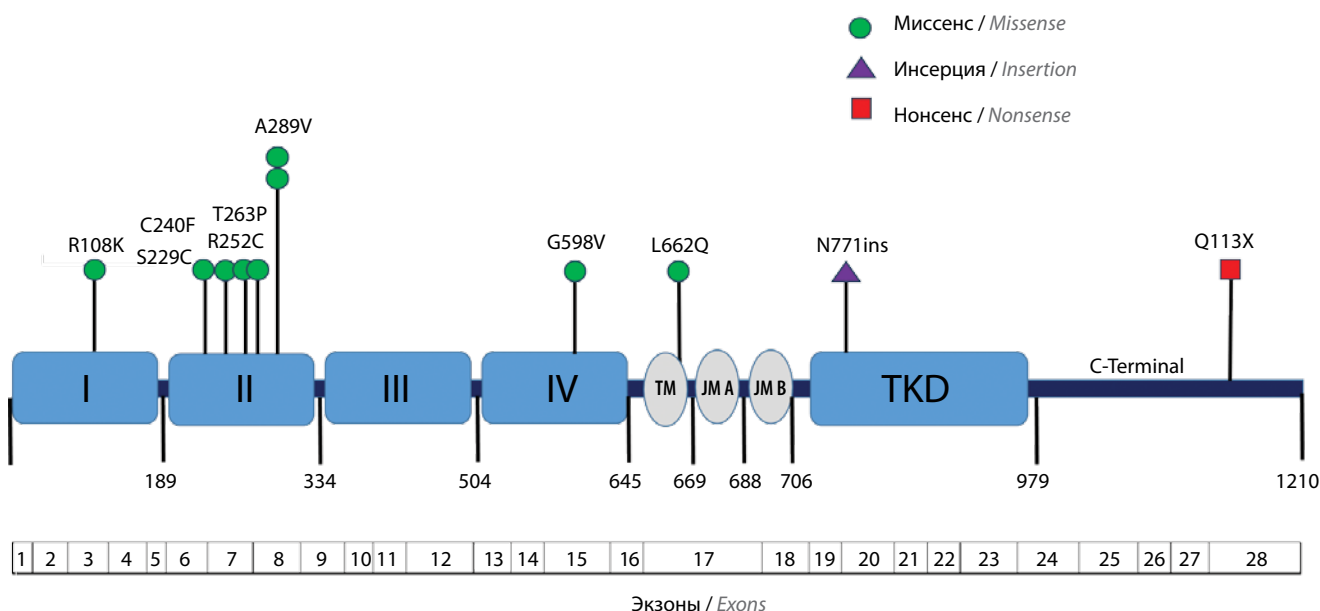 Миссенс / Missense
Инсерция / Insertion
Нонсенс / Nonsense
A289V
C240F T263P
R108K S229C R252C G598V L662Q N771ins Q113X
I II III IV TM JM A JM B TKD C-Terminal
189 334 504 645 669 688 706 979 1210
1 2 3 4 5 6 7 8 9 10 11 12 13 14 15 16 17 18 19 20 21 22 23 24 25 26 27 28
Экзоны / Exons